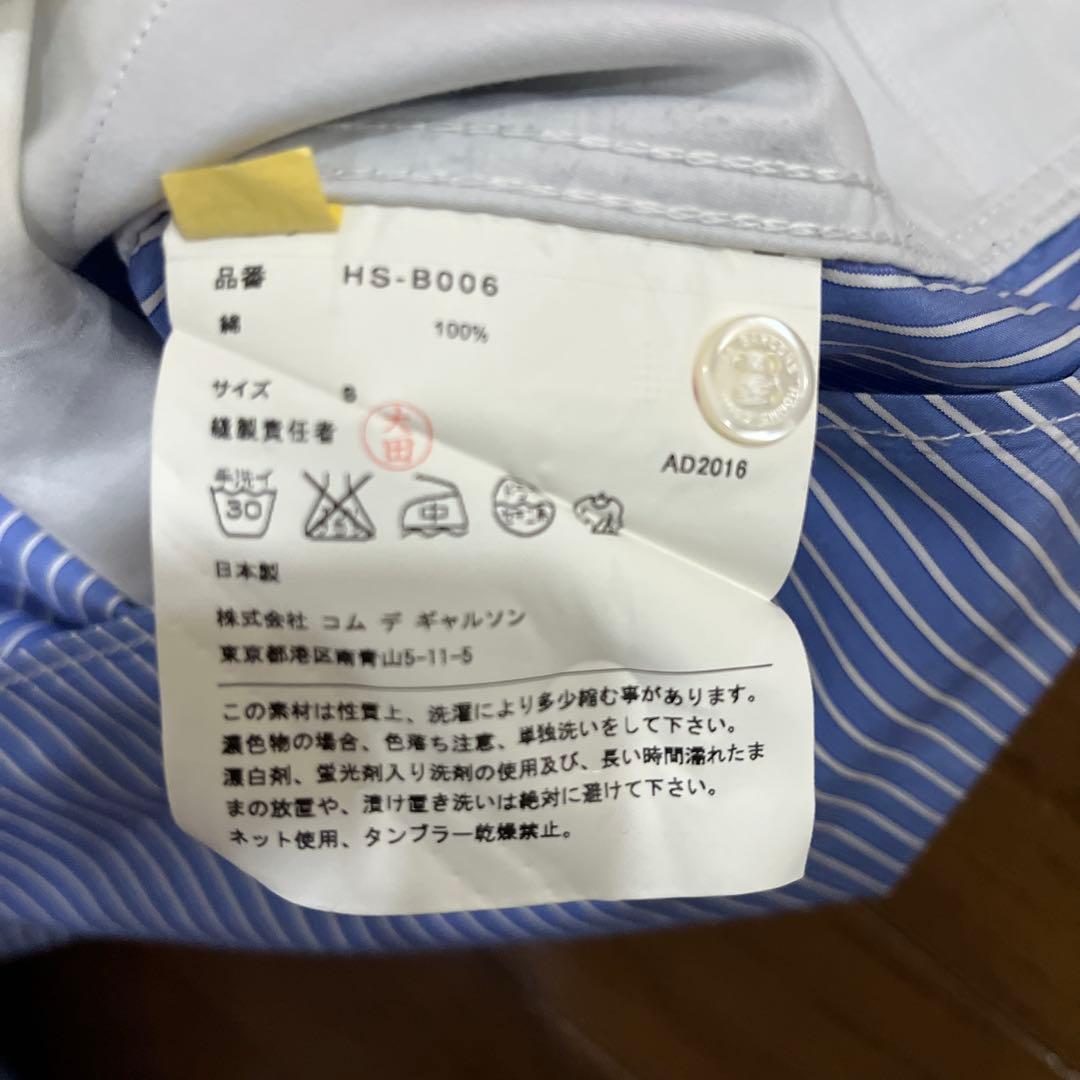 品番 HS-B006
綿 100%
サイズ S
縫製責任者 大田
AD2016
手洗イ
30
中
日本製
株式会社 コム デ ギャルソン
東京都港区南青山5-11-5
この素材は性質上、洗濯により多少縮む事があります。
濃色物の場合、色落ち注意、単独洗いをして下さい。
漂白剤、蛍光剤入り洗剤の使用及び、長い時間濡れたま
まの放置や、漬け置き洗いは絶対に避けて下さい。
ネット使用、タンブラー乾燥禁止。